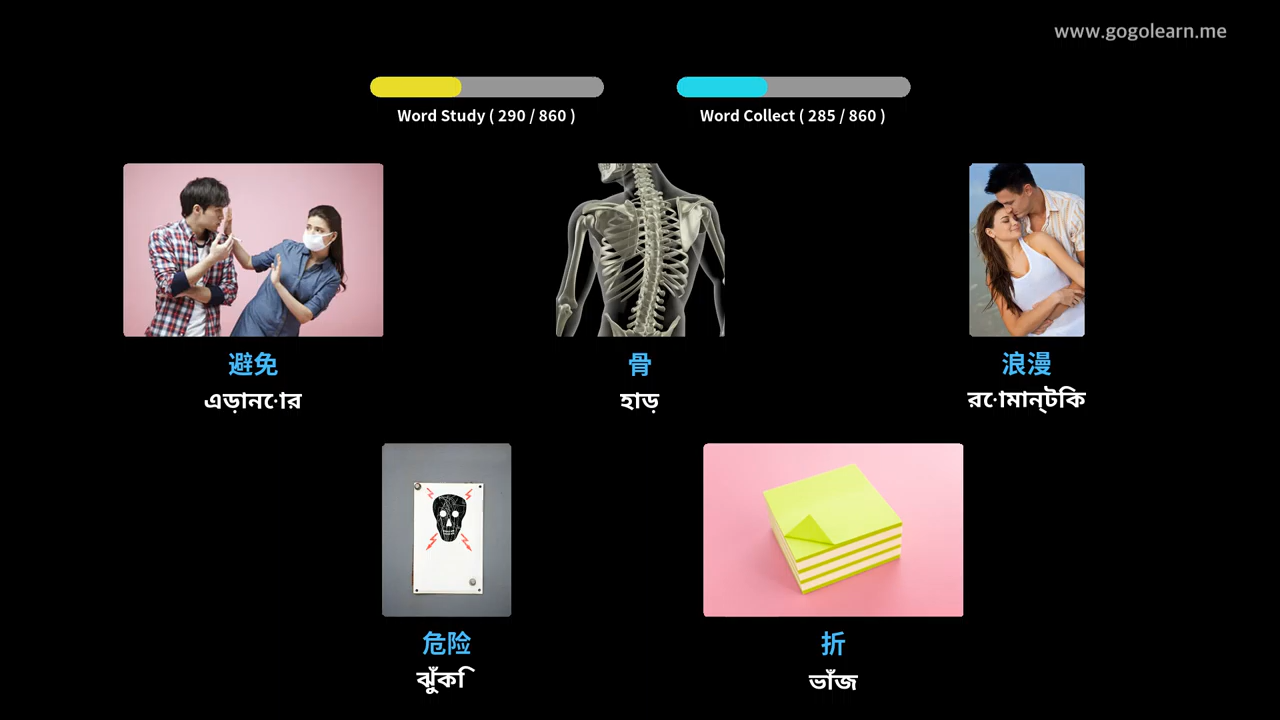 www.gogolearn.me
Word Study ( 290 / 860 )
Word Collect ( 285 / 860 )
避免
এড়ানোর
骨
হাড়
浪漫
রোমান্টিক
危险
ঝুঁকি
折
ভাঁজ